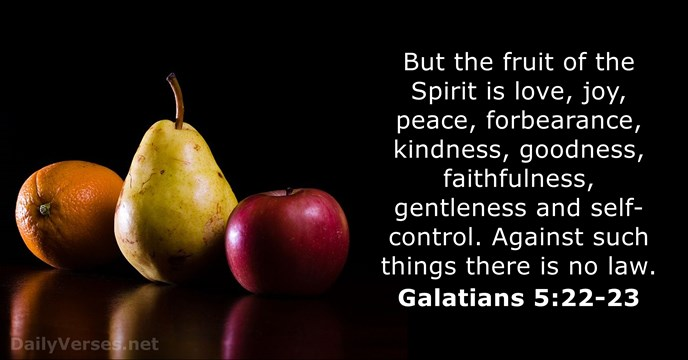 But the fruit of the
Spirit is love, joy,
peace, forbearance,
kindness, goodness,
faithfulness,
gentleness and self-
control. Against such
things there is no law.
Galatians 5:22-23
DailyVerses.net